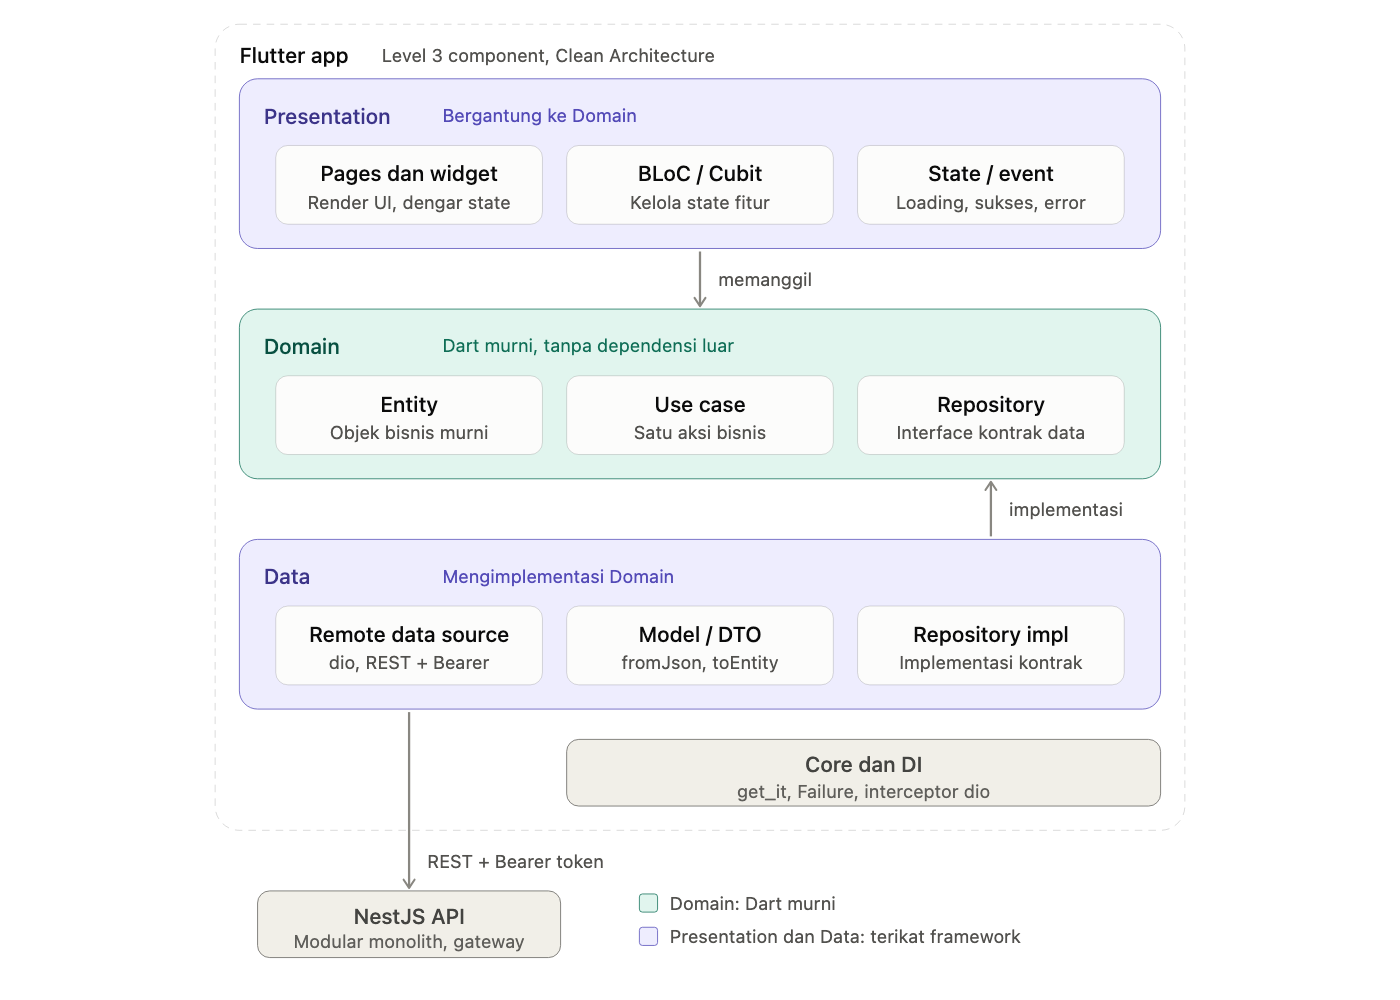 Flutter app
Level 3 component, Clean Architecture
Presentation
Bergantung ke Domain
Pages dan widget
Render UI, dengar state
BLoC / Cubit
Kelola state fitur
State / event
Loading, sukses, error
memanggil
Domain
Dart murni, tanpa dependensi luar
Entity
Objek bisnis murni
Use case
Satu aksi bisnis
Repository
Interface kontrak data
implementasi
Data
Mengimplementasi Domain
Remote data source
dio, REST + Bearer
Model / DTO
fromJson, toEntity
Repository impl
Implementasi kontrak
Core dan DI
get_it, Failure, interceptor dio
REST + Bearer token
NestJS API
Modular monolith, gateway
Domain: Dart murni
Presentation dan Data: terikat framework